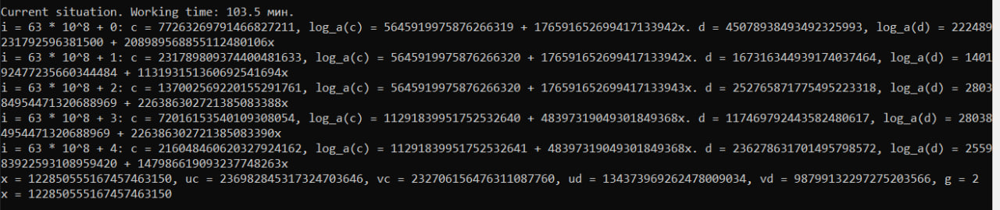 Current situation. Working time: 103.5 мин.
i = 63 * 10^8 + 0: c = 77263269791466827211, log_a(c) = 5645919975876266319 + 176591652699417133942x. d = 45078938493492325993, log_a(d) = 222489
231792596381500 + 208989568855112480106x
i = 63 * 10^8 + 1: c = 231789809374400481633, log_a(c) = 5645919975876266320 + 176591652699417133942x. d = 167316344939174037464, log_a(d) = 1401
92477235660344484 + 113193151360692541694x
i = 63 * 10^8 + 2: c = 137002569220155291761, log_a(c) = 5645919975876266320 + 176591652699417133943x. d = 252765871775495223318, log_a(d) = 2803
84954471320688969 + 226386302721385083388x
i = 63 * 10^8 + 3: c = 72016153540109308054, log_a(c) = 11291839951752532640 + 48397319049301849368x. d = 117469792443582480617, log_a(d) = 28038
4954471320688969 + 226386302721385083390x
i = 63 * 10^8 + 4: c = 216048460620327924162, log_a(c) = 11291839951752532641 + 48397319049301849368x. d = 236278631701495798572, log_a(d) = 2559
83922593108959420 + 147986619093237748263x
x = 122850555167457463150, uc = 236982845317324703646, vc = 232706156476311087760, ud = 134373969262478009034, vd = 98799132297275203566, g = 2
x = 122850555167457463150